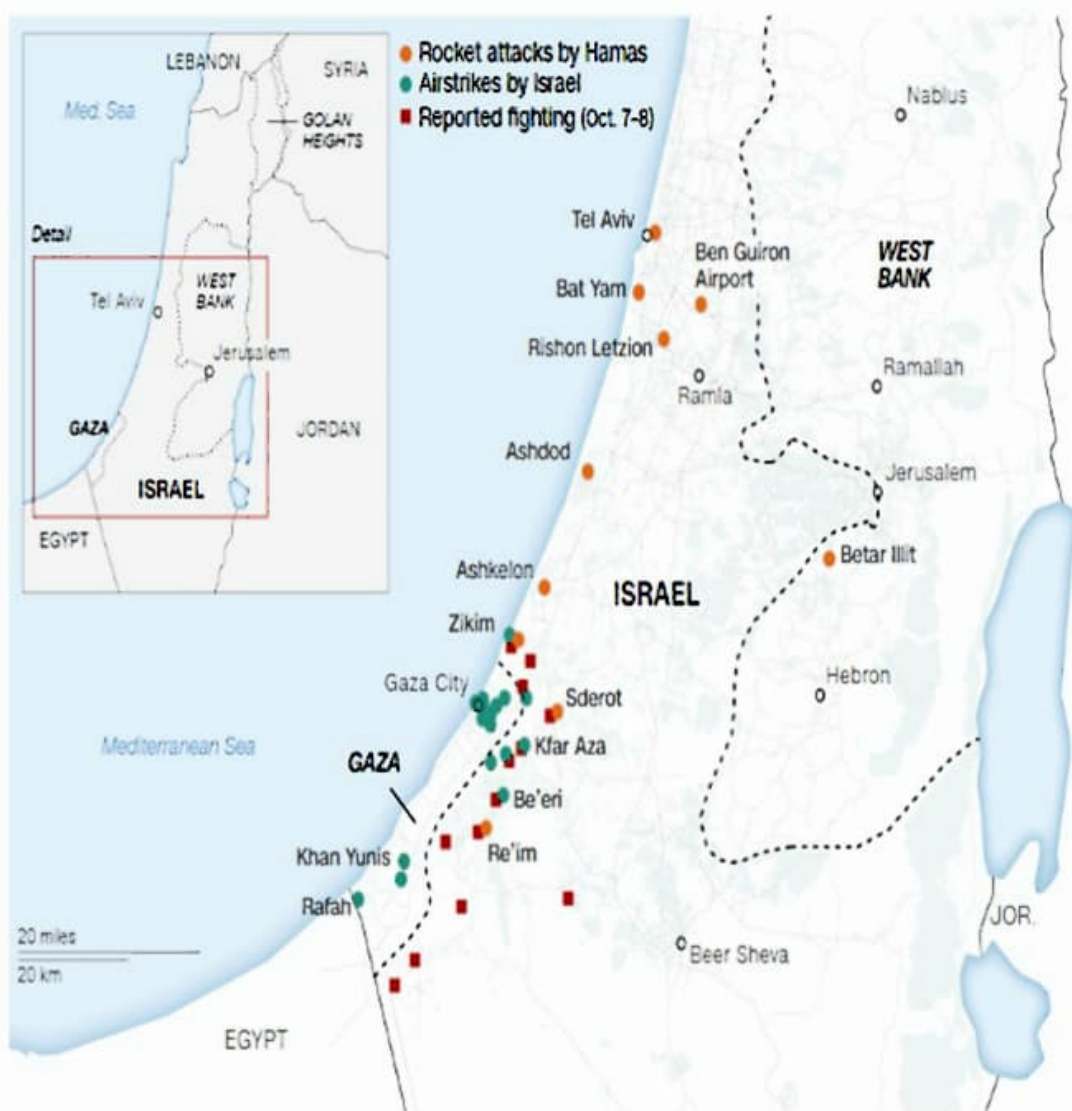 LEBANON
SYRIA
Med. Sea
GOLAN
HEIGHTS
Detail
WEST
BANK
Tel Aviv
Jerusalem
GAZA
JORDAN
ISRAEL
EGYPT
Rocket attacks by Hamas
Airstrikes by Israel
Reported fighting (Oct. 7-8)
Nablus
Tel Aviv
Ben Guiron
Airport
WEST
BANK
Bat Yam
Rishon Letzion
Ramla
Ramallah
Ashdod
Jerusalem
Betar Illit
Ashkelon
ISRAEL
Zikim
Gaza City
Hebron
Sderot
Mediterranean Sea
Kfar Aza
GAZA
Be'eri
Re'im
Khan Yunis
Rafah
JOR.
20 miles
20 km
Beer Sheva
EGYPT